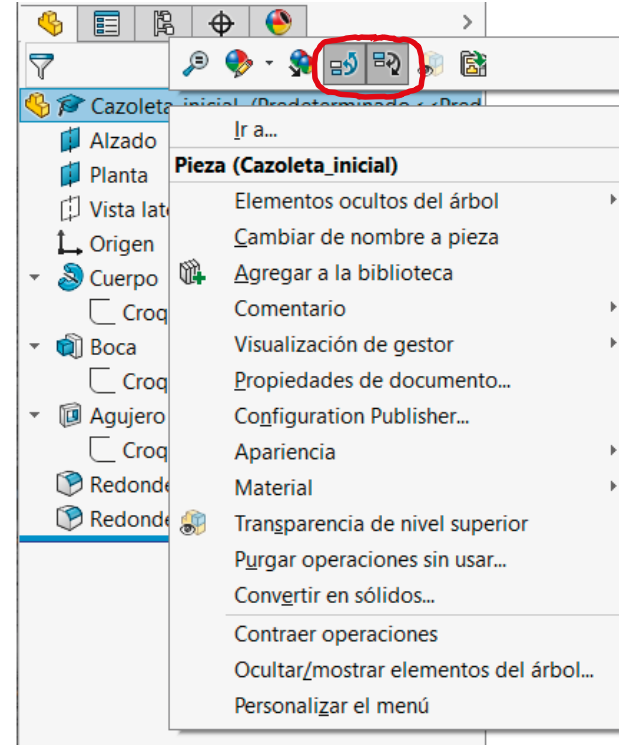 Cazoleta_inicial (Predeterminado<<Pred
Ir a...
Alzado
Pieza (Cazoleta_inicial)
Planta
Elementos ocultos del árbol
Vista late
Cambiar de nombre a pieza
Origen
Agregar a la biblioteca
Cuerpo
Comentario
Croq
Visualización de gestor
Boca
Propiedades de documento...
Croq
Configuration Publisher...
Agujero
Apariencia
Croq
Material
Redonde
Transparencia de nivel superior
Redonde
Purgar operaciones sin usar...
Convertir en sólidos...
Contraer operaciones
Ocultar/mostrar elementos del árbol...
Personalizar el menú